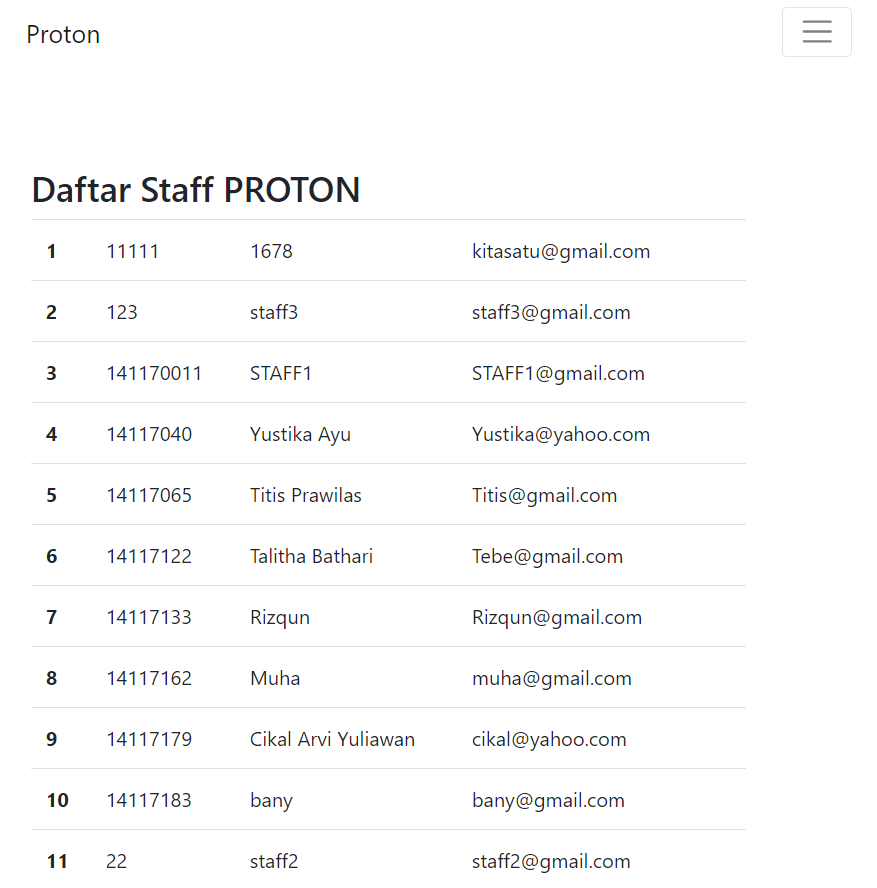 Proton
Daftar Staff PROTON
1 11111 1678 kitasatu@gmail.com
2 123 staff3 staff3@gmail.com
3 141170011 STAFF1 STAFF1@gmail.com
4 14117040 Yustika Ayu Yustika@yahoo.com
5 14117065 Titis Prawilas Titis@gmail.com
6 14117122 Talitha Bathari Tebe@gmail.com
7 14117133 Rizqun Rizqun@gmail.com
8 14117162 Muha muha@gmail.com
9 14117179 Cikal Arvi Yuliawan cikal@yahoo.com
10 14117183 bany bany@gmail.com
11 22 staff2 staff2@gmail.com